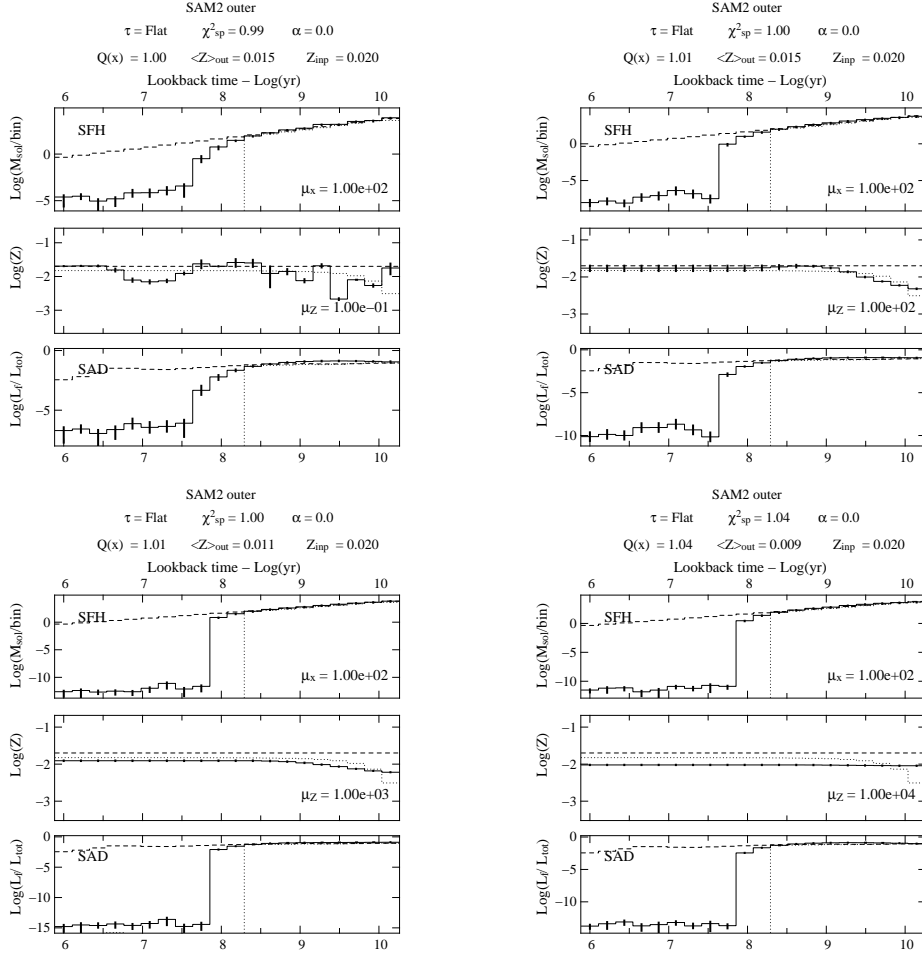 SAM2 outer
τ = Flat χ²sp = 0.99 α = 0.0
Q(x) = 1.00 <Z>out = 0.015 Zinp = 0.020
Lookback time − Log(yr)
6 7 8 9 10
Log(Msol/bin)
0
−5
SFH
μx = 1.00e+02
Log(Z)
−1
−2
−3
μZ = 1.00e−01
Log(Lf/ Ltot)
0
−5
SAD
6 7 8 9 10
SAM2 outer
τ = Flat χ²sp = 1.00 α = 0.0
Q(x) = 1.01 <Z>out = 0.015 Zinp = 0.020
Lookback time − Log(yr)
6 7 8 9 10
Log(Msol/bin)
0
−5
SFH
μx = 1.00e+02
Log(Z)
−1
−2
−3
μZ = 1.00e+02
Log(Lf/ Ltot)
0
−5
−10
SAD
6 7 8 9 10
SAM2 outer
τ = Flat χ²sp = 1.00 α = 0.0
Q(x) = 1.01 <Z>out = 0.011 Zinp = 0.020
Lookback time − Log(yr)
6 7 8 9 10
Log(Msol/bin)
0
−5
−10
SFH
μx = 1.00e+02
Log(Z)
−1
−2
−3
μZ = 1.00e+03
Log(Lf/ Ltot)
0
−5
−10
−15
SAD
6 7 8 9 10
SAM2 outer
τ = Flat χ²sp = 1.04 α = 0.0
Q(x) = 1.04 <Z>out = 0.009 Zinp = 0.020
Lookback time − Log(yr)
6 7 8 9 10
Log(Msol/bin)
0
−5
−10
SFH
μx = 1.00e+02
Log(Z)
−1
−2
−3
μZ = 1.00e+04
Log(Lf/ Ltot)
0
−5
−10
SAD
6 7 8 9 10